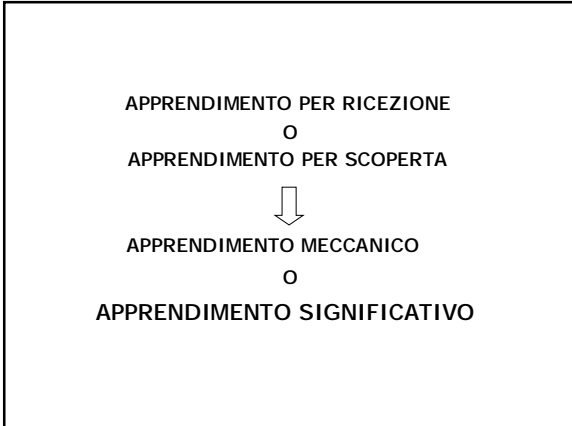 APPRENDIMENTO PER RICEZIONE
O
APPRENDIMENTO PER SCOPERTA
APPRENDIMENTO MECCANICO
O
APPRENDIMENTO SIGNIFICATIVO